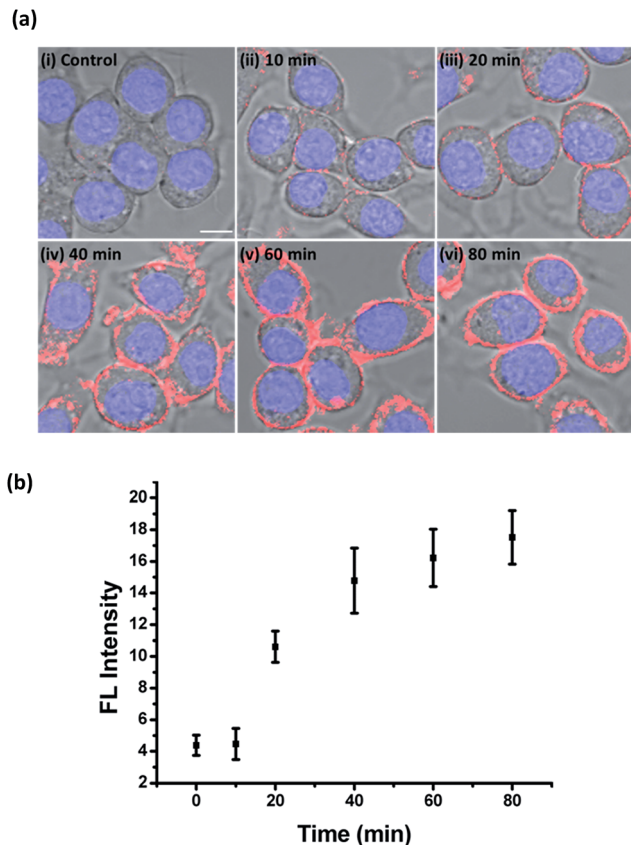 (a)
(i) Control
(ii) 10 min
(iii) 20 min
(iv) 40 min
(v) 60 min
(vi) 80 min
(b)
20
18
16
14
12
10
8
6
4
2
FL Intensity
0 20 40 60 80
Time (min)